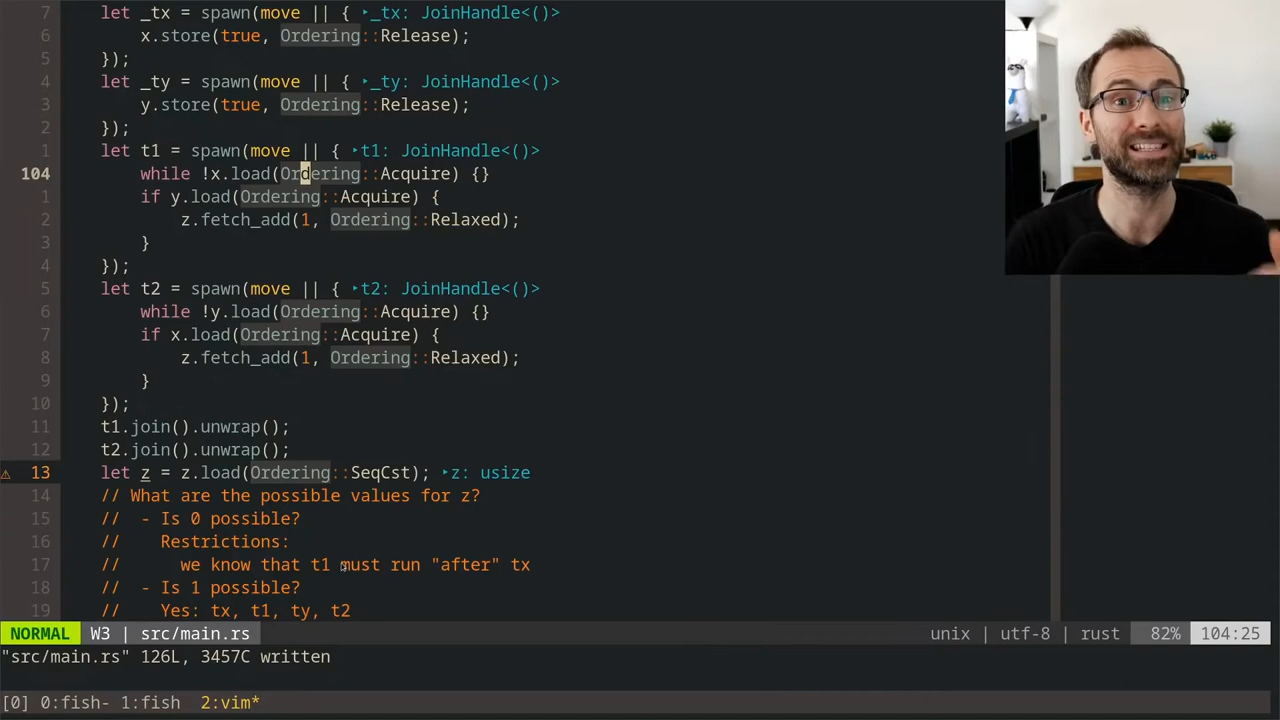 7 let _tx = spawn(move || { ‣_tx: JoinHandle<()>
6 x.store(true, Ordering::Release);
5 });
4 let _ty = spawn(move || { ‣_ty: JoinHandle<()>
3 y.store(true, Ordering::Release);
2 });
1 let t1 = spawn(move || { ‣t1: JoinHandle<()>
104 while !x.load(Ordering::Acquire) {}
1 if y.load(Ordering::Acquire) {
2 z.fetch_add(1, Ordering::Relaxed);
3 }
4 });
5 let t2 = spawn(move || { ‣t2: JoinHandle<()>
6 while !y.load(Ordering::Acquire) {}
7 if x.load(Ordering::Acquire) {
8 z.fetch_add(1, Ordering::Relaxed);
9 }
10 });
11 t1.join().unwrap();
12 t2.join().unwrap();
⚠ 13 let z = z.load(Ordering::SeqCst); ‣z: usize
14 // What are the possible values for z?
15 // - Is 0 possible?
16 // Restrictions:
17 // we know that t1 must run "after" tx
18 // - Is 1 possible?
19 // Yes: tx, t1, ty, t2
NORMAL W3 | src/main.rs unix | utf-8 | rust 82% 104:25
"src/main.rs" 126L, 3457C written
[0] 0:fish- 1:fish 2:vim*